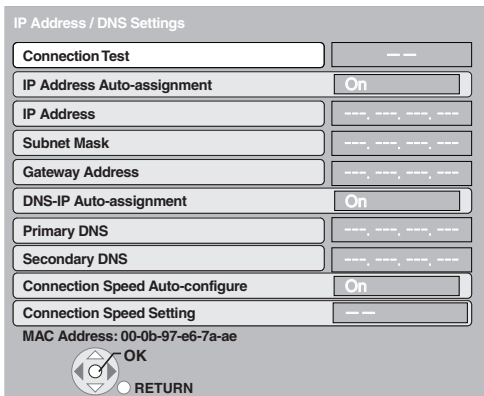 IP Address / DNS Settings
Connection Test — —
IP Address Auto-assignment On
IP Address ---. ---. ---. ---
Subnet Mask ---. ---. ---. ---
Gateway Address ---. ---. ---. ---
DNS-IP Auto-assignment On
Primary DNS ---. ---. ---. ---
Secondary DNS ---. ---. ---. ---
Connection Speed Auto-configure On
Connection Speed Setting — —
MAC Address: 00-0b-97-e6-7a-ae
OK
RETURN